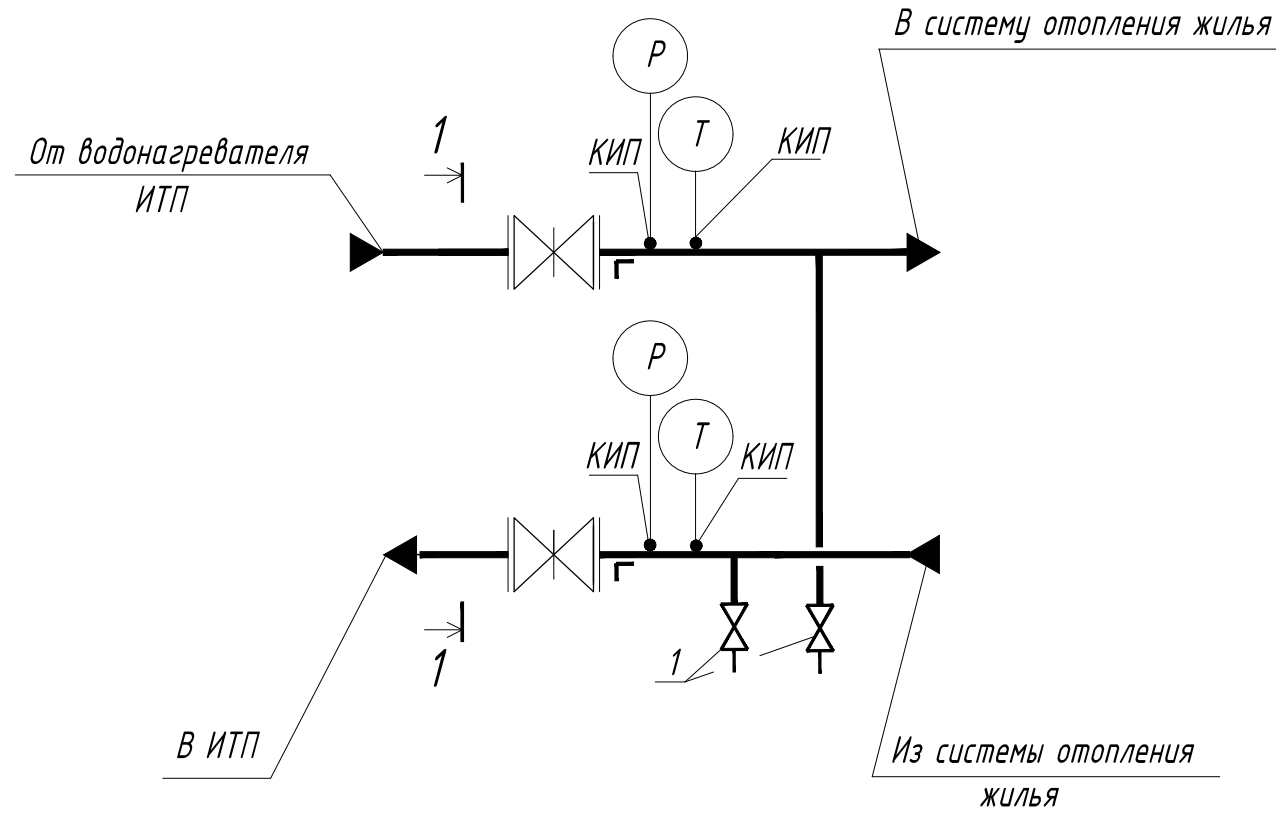 В систему отопления жилья
Р
Т
1
КИП
КИП
От водонагревателя
ИТП
Р
Т
КИП
КИП
1
1
В ИТП
Из системы отопления
жилья